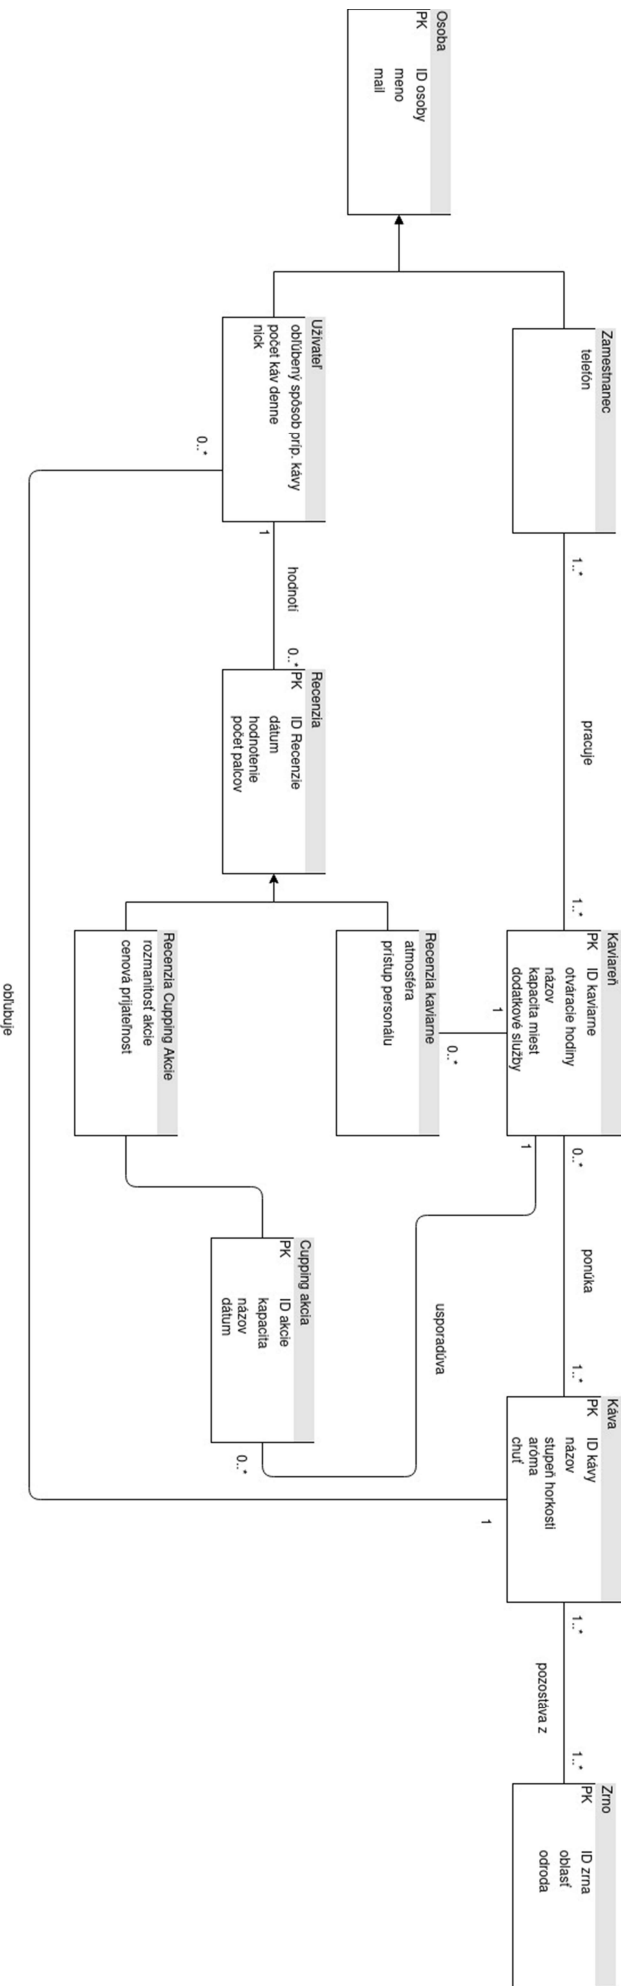 Osoba
PK ID osoby
meno
mail
Zamestnanec
telefón
Užívateľ
obľúbený spôsob príp. kávy
počet káv denne
nick
0..*
1
hodnotí
0..*
1..*
pracuje
1..*
Recenzia
PK ID Recenzie
dátum
hodnotenie
počet palcov
Kaviareň
PK ID kaviarne
otváracie hodiny
názov
kapacita miest
dodatkové služby
1
0..*
Recenzia kaviarne
atmosféra
prístup personálu
Recenzia Cupping Akcie
rozmanitosť akcie
cenová prijateľnosť
obľubuje
1
0..*
ponúka
1..*
usporadúva
Cupping akcia
PK ID akcie
kapacita
názov
dátum
0..*
Káva
PK ID kávy
názov
stupeň horkosti
aróma
chuť
1
1..*
pozostáva z
1..*
Zrno
PK ID zrna
oblasť
odroda